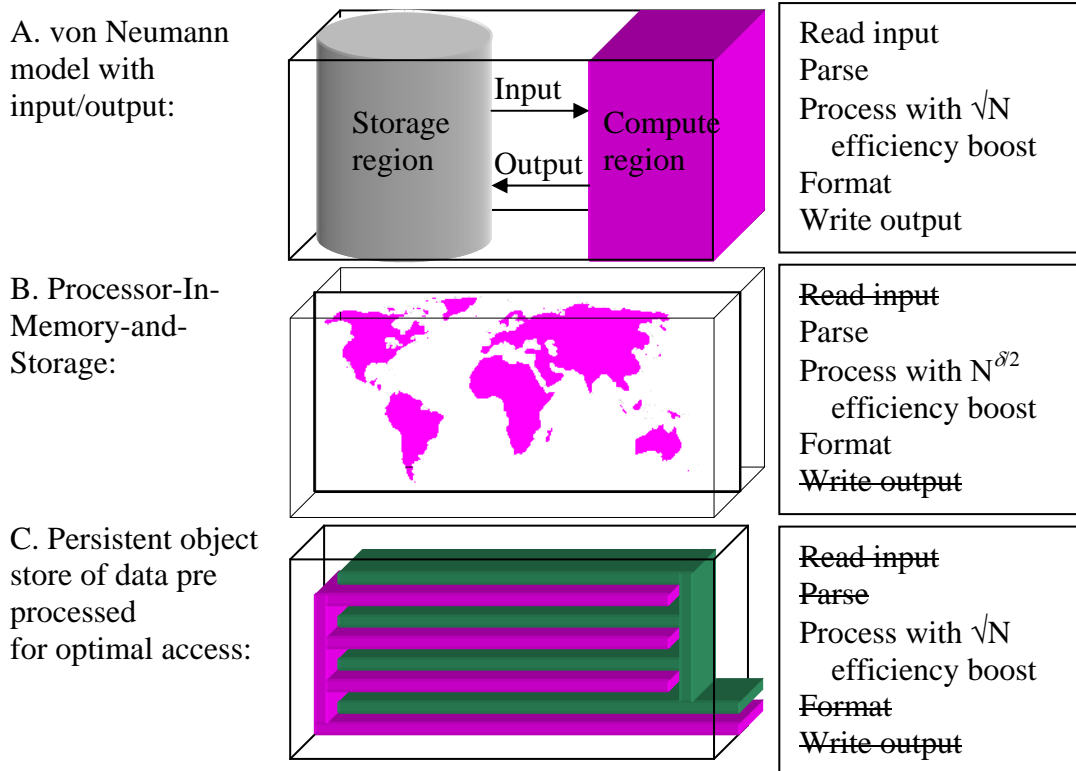 A. von Neumann
model with
input/output:
Storage
region
Input
Output
Compute
region
Read input
Parse
Process with √N
efficiency boost
Format
Write output
B. Processor-In-
Memory-and-
Storage:
Read input
Parse
Process with N^δ/2
efficiency boost
Format
Write output
C. Persistent object
store of data pre
processed
for optimal access:
Read input
Parse
Process with √N
efficiency boost
Format
Write output